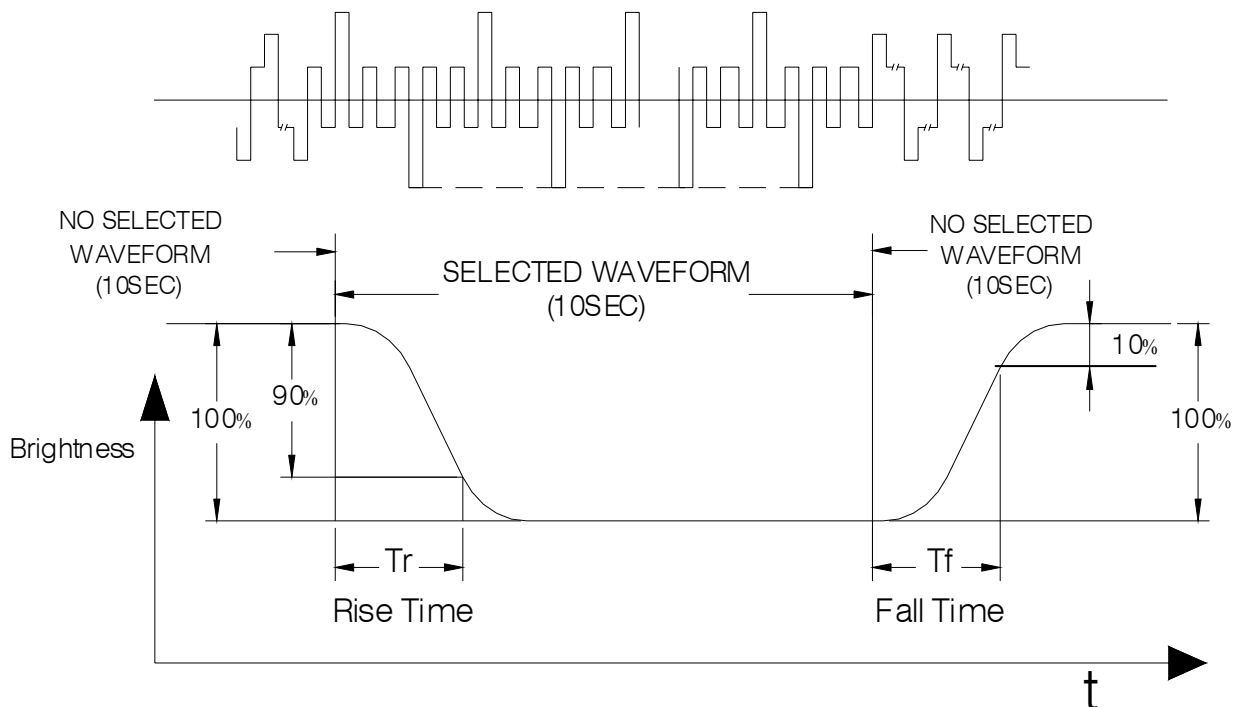 NO SELECTED
WAVEFORM
(10SEC)
SELECTED WAVEFORM
(10SEC)
NO SELECTED
WAVEFORM
(10SEC)
100%
90%
10%
100%
Brightness
Tr
Tf
Rise Time
Fall Time
t